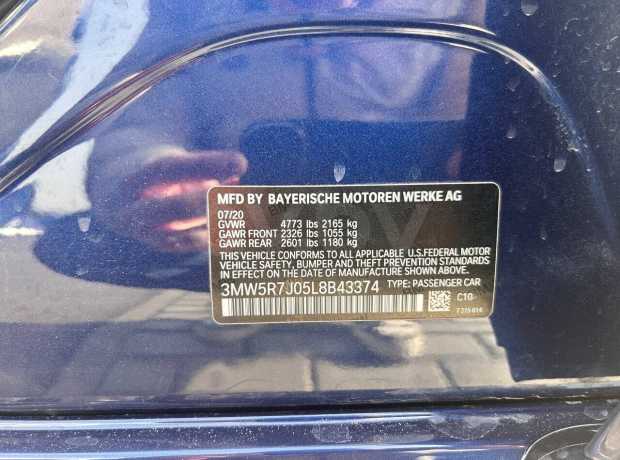 MFD BY BAYERISCHE MOTOREN WERKE AG
07/20
GVWR 4773 lbs 2165 kg
GAWR FRONT 2326 lbs 1055 kg
GAWR REAR 2601 lbs 1180 kg
THIS VEHICLE CONFORMS TO ALL APPLICABLE U.S.FEDERAL MOTOR
VEHICLE SAFETY, BUMPER AND THEFT PREVENTION STANDARDS
IN EFFECT ON THE DATE OF MANUFACTURE SHOWN ABOVE.
3MW5R7J05L8B43374 TYPE: PASSENGER CAR
C10